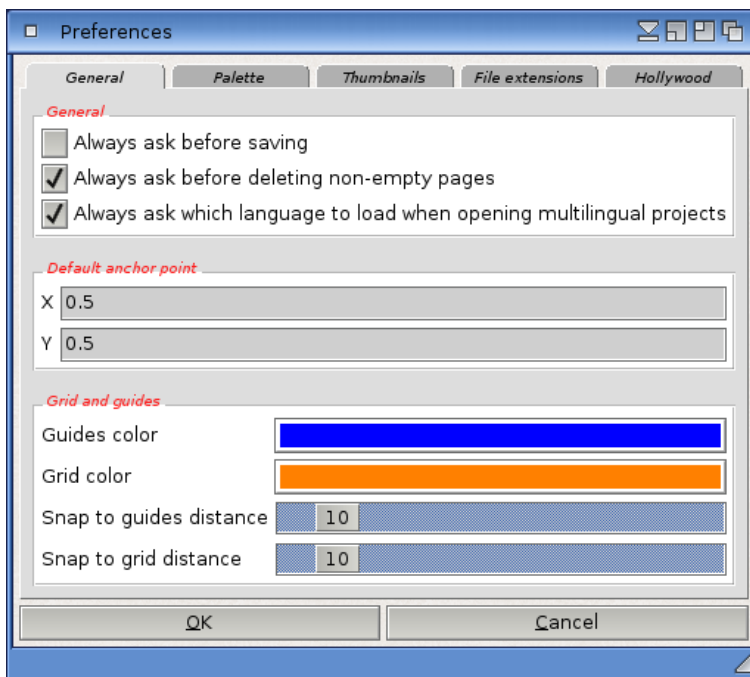 Preferences
General Palette Thumbnails File extensions Hollywood
General
Always ask before saving
Always ask before deleting non-empty pages
Always ask which language to load when opening multilingual projects
Default anchor point
X 0.5
Y 0.5
Grid and guides
Guides color
Grid color
Snap to guides distance 10
Snap to grid distance 10
OK Cancel